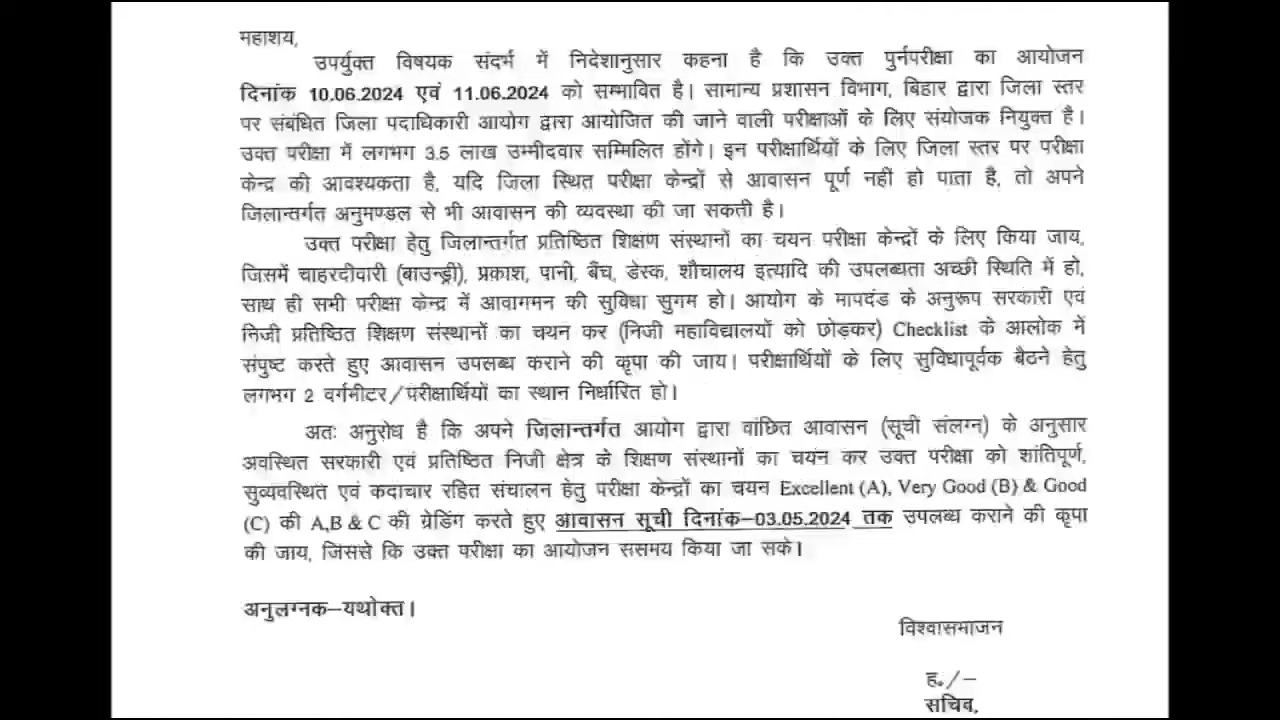 महाशय,
उपर्युक्त विषयक संदर्भ में निदेशानुसार कहना है कि उक्त पुर्नपरीक्षा का आयोजन
दिनांक 10.06.2024 एवं 11.06.2024 को सम्भावित है। सामान्य प्रशासन विभाग, बिहार द्वारा जिला स्तर
पर संबंधित जिला पदाधिकारी आयोग द्वारा आयोजित की जाने वाली परीक्षाओं के लिए संयोजक नियुक्त है।
उक्त परीक्षा में लगभग 3.5 लाख उम्मीदवार सम्मिलित होंगे। इन परीक्षार्थियों के लिए जिला स्तर पर परीक्षा
केन्द्र की आवश्यकता है, यदि जिला स्थित परीक्षा केन्द्रों से आवासन पूर्ण नहीं हो पाता है, तो अपने
जिलान्तर्गत अनुमण्डल से भी आवासन की व्यवस्था की जा सकती है।
उक्त परीक्षा हेतु जिलान्तर्गत प्रतिष्ठित शिक्षण संस्थानों का चयन परीक्षा केन्द्रों के लिए किया जाय,
जिसमें चाहरदीवारी (बाउन्ड्री), प्रकाश, पानी, बैंच, डेस्क, शौचालय इत्यादि की उपलब्यता अच्छी स्थिति में हो,
साथ ही सभी परीक्षा केन्द्र में आवागमन की सुविधा सुगम हो। आयोग के मापदंड के अनुरूप सरकारी एवं
निजी प्रतिष्ठित शिक्षण संस्थानों का चयन कर (निजी महाविद्यालयों को छोड़कर) Checklist के आलोक में
संपुष्ट करते हुए आवासन उपलब्ध कराने की कृपा की जाय। परीक्षार्थियों के लिए सुविधापूर्वक बैठने हेतु
लगभग 2 वर्गमीटर/परीक्षार्थियों का स्थान निर्धारित हो।
अतः अनुरोध है कि अपने जिलान्तर्गत आयोग द्वारा वांछित आवासन (सूची संलग्न) के अनुसार
अवस्थित सरकारी एवं प्रतिष्ठित निजी क्षेत्र के शिक्षण संस्थानों का चयन कर उक्त परीक्षा को शांतिपूर्ण,
सुव्यवस्थित एवं कदाचार रहित संचालन हेतु परीक्षा केन्द्रों का चयन Excellent (A), Very Good (B) & Good
(C) की A,B & C की ग्रेडिंग करते हुए आवासन सूची दिनांक–03.05.2024 तक उपलब्ध कराने की कृपा
की जाय, जिससे कि उक्त परीक्षा का आयोजन ससमय किया जा सके।
अनुलग्नक–यथोक्त।
विश्वासभाजन
ह०/–
सचिव,